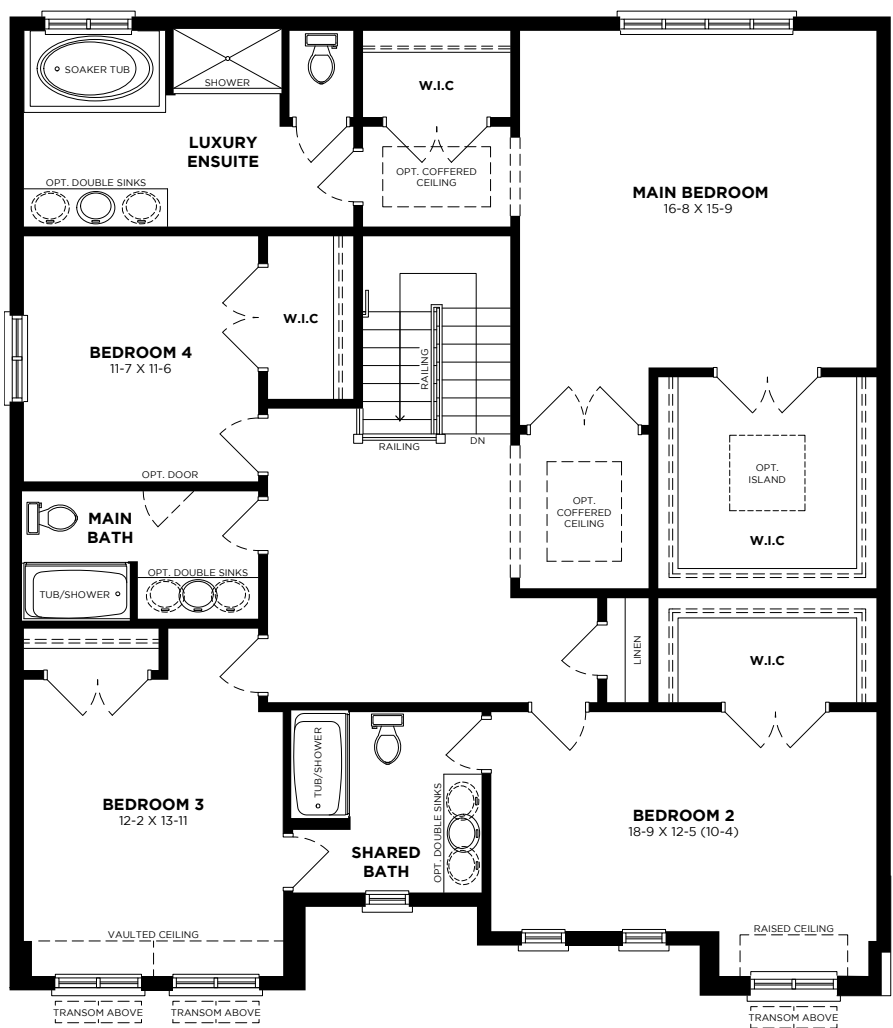 SOAKER TUB
SHOWER
W.I.C
LUXURY
ENSUITE
OPT. COFFERED
CEILING
OPT. DOUBLE SINKS
MAIN BEDROOM
16-8 X 15-9
W.I.C
BEDROOM 4
11-7 X 11-6
RAILING
RAILING
DN
OPT. DOOR
OPT.
COFFERED
CEILING
OPT.
ISLAND
W.I.C
MAIN
BATH
OPT. DOUBLE SINKS
TUB/SHOWER
LINEN
W.I.C
TUB/SHOWER
BEDROOM 3
12-2 X 13-11
OPT. DOUBLE SINKS
SHARED
BATH
BEDROOM 2
18-9 X 12-5 (10-4)
VAULTED CEILING
RAISED CEILING
TRANSOM ABOVE
TRANSOM ABOVE
TRANSOM ABOVE